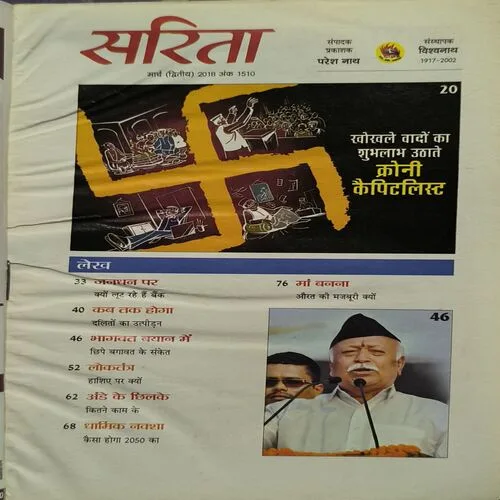 सरिता
संपादक
प्रकाशक
परेश नाथ
संस्थापक
विश्वनाथ
1917-2002
मार्च (द्वितीय) 2018 अंक 1510
20
खोखले वादों का
शुभलाभ उठाते
क्रोनी
कैपिटलिस्ट
लेख
33 जनधन पर
क्यों लूट रहे हैं बैंक
40 कब तक होगा
दलितों का उत्पीड़न
46 भागवत बयान में
छिपे बगावत के संकेत
52 लोकतंत्र
हाशिए पर क्यों
62 अंडे के छिलके
कितने काम के
68 धार्मिक नक्शा
कैसा होगा 2050 का
76 मां बनना
औरत की मजबूरी क्यों
46